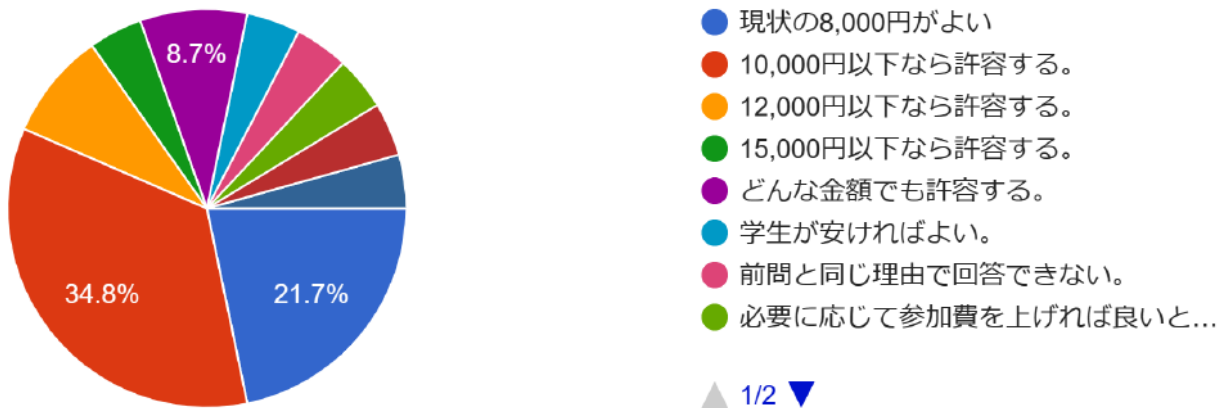 8.7%
34.8%
21.7%
現状の8,000円がよい
10,000円以下なら許容する。
12,000円以下なら許容する。
15,000円以下なら許容する。
どんな金額でも許容する。
学生が安ければよい。
前問と同じ理由で回答できない。
必要に応じて参加費を上げれば良いと...
1/2